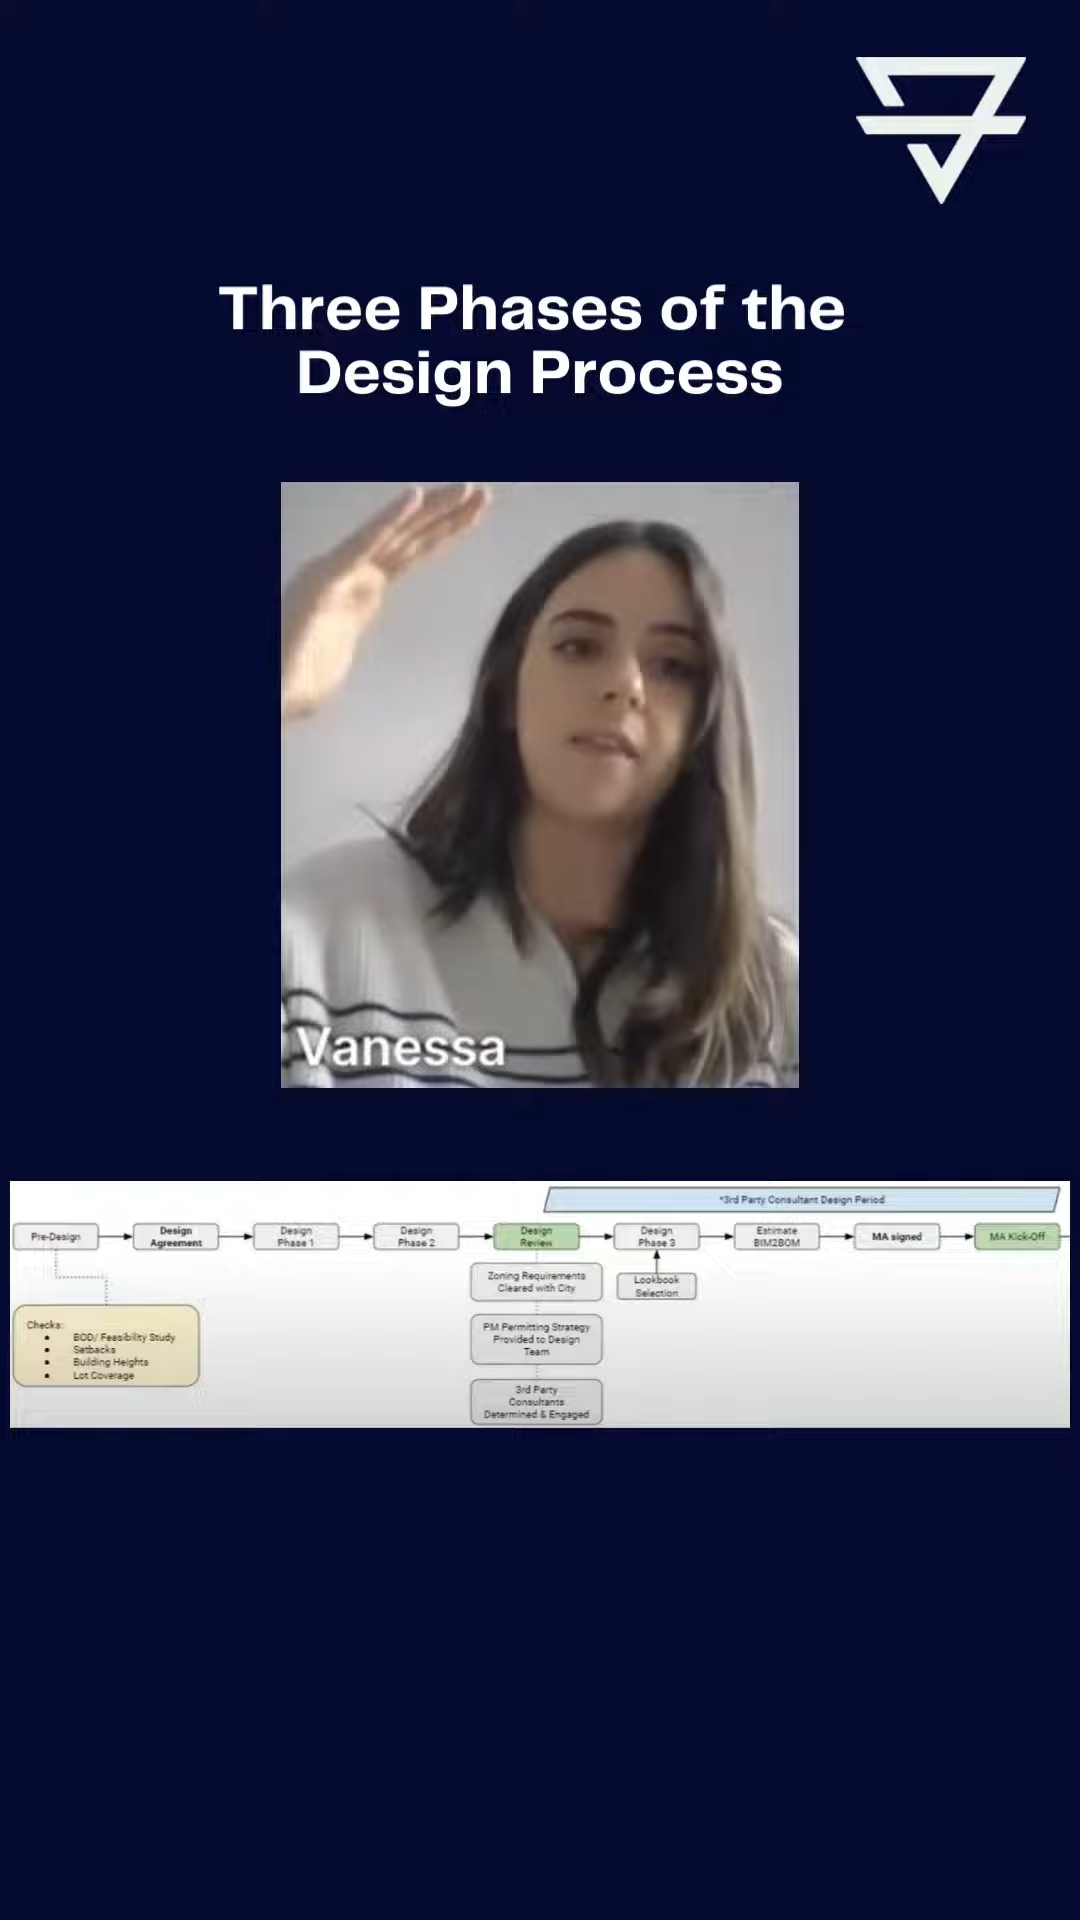 Three Phases of the
Design Process
Vanessa
*3rd Party Consultant Design Period
Pre-Design
Design
Agreement
Design
Phase 1
Design
Phase 2
Design
Review
Design
Phase 3
Estimate
BIM2BOM
MA signed
MA Kick-Off
Zoning Requirements
Cleared with City
Lookbook
Selection
PM Permitting Strategy
Provided to Design
Team
3rd Party
Consultants
Determined & Engaged
Checks:
• BOD/ Feasibility Study
• Setbacks
• Building Heights
• Lot Coverage